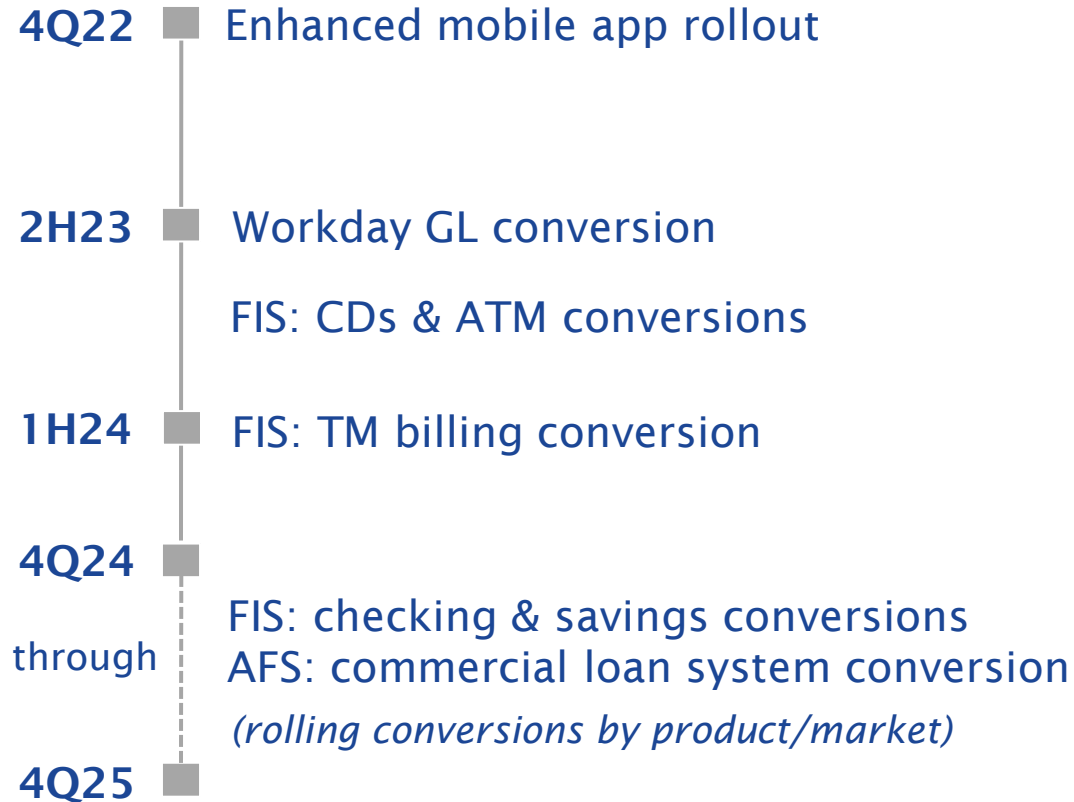 4Q22 Enhanced mobile app rollout
2H23 Workday GL conversion
FIS: CDs & ATM conversions
1H24 FIS: TM billing conversion
4Q24
FIS: checking & savings conversions
through
AFS: commercial loan system conversion
(rolling conversions by product/market)
4Q25